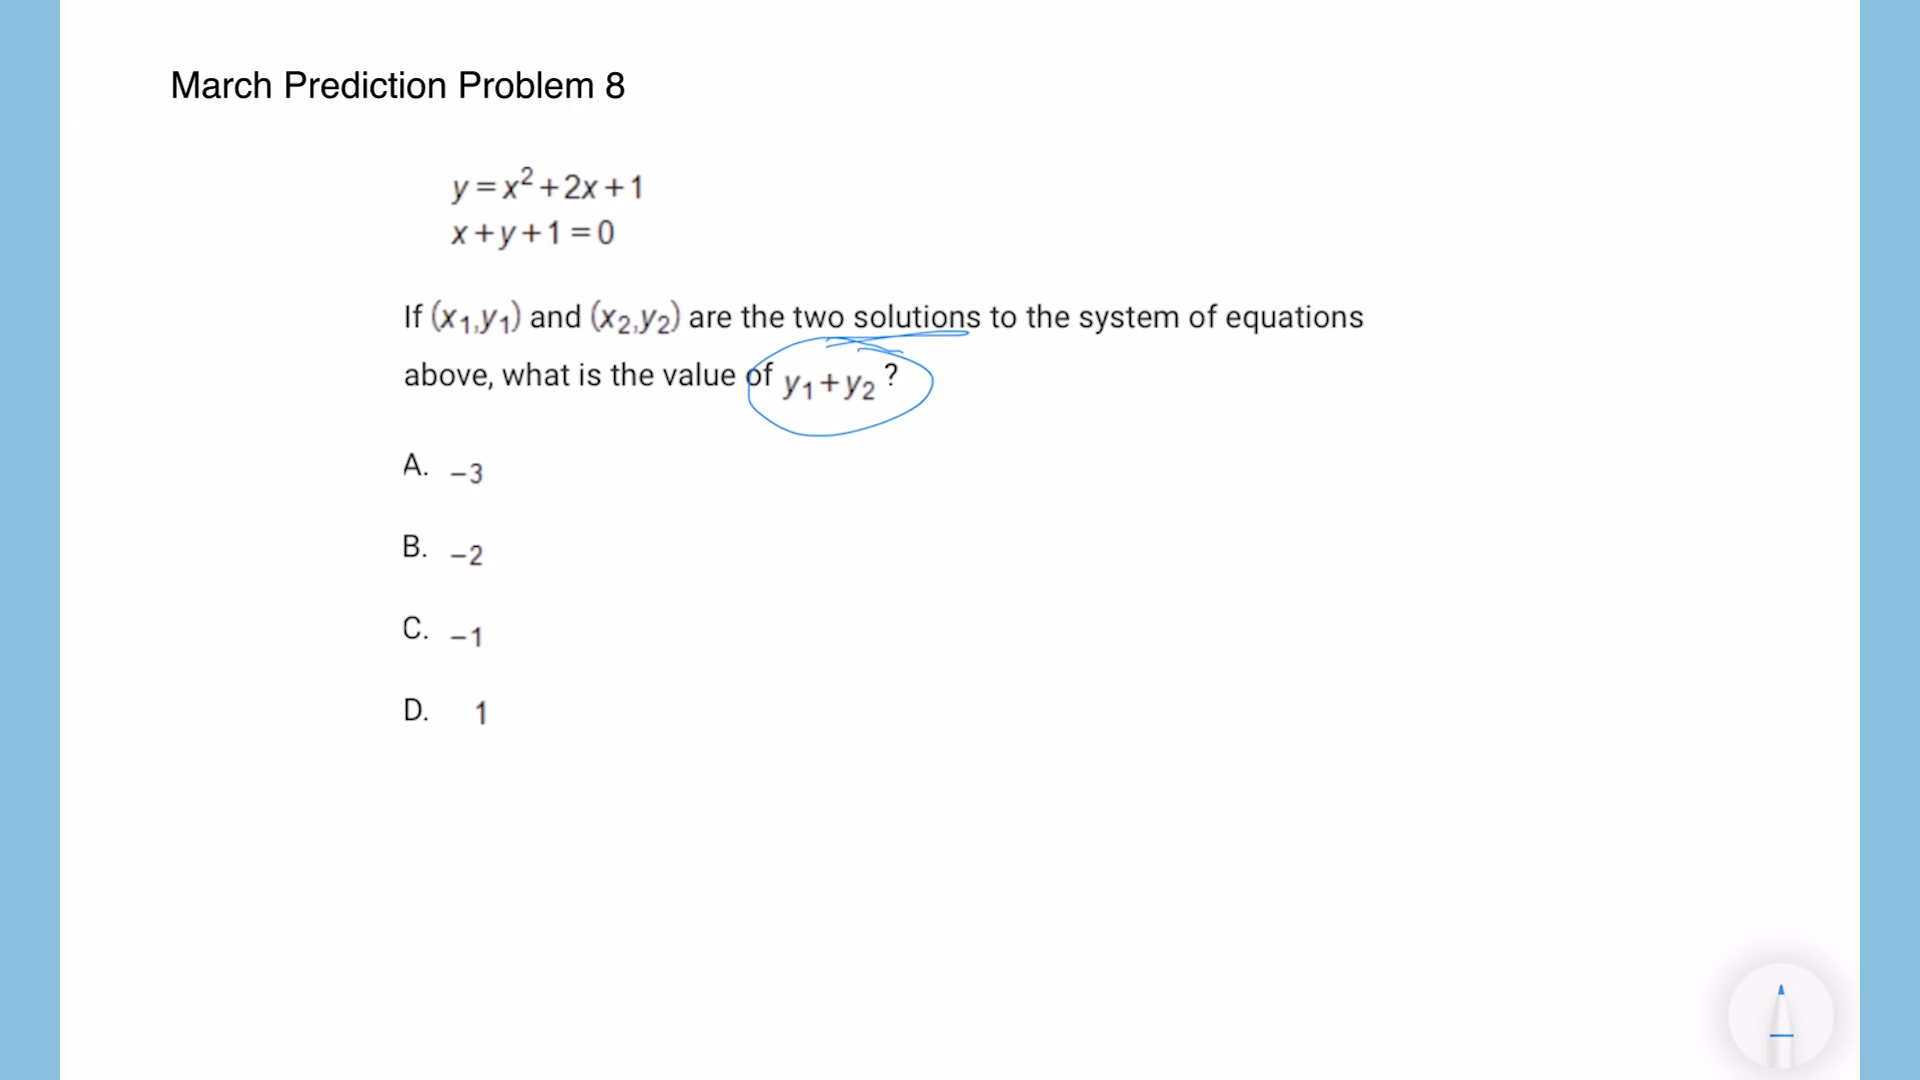 March Prediction Problem 8
y = x² + 2x + 1
x + y + 1 = 0
If (x₁,y₁) and (x₂,y₂) are the two solutions to the system of equations
above, what is the value of y₁ + y₂ ?
A. −3
B. −2
C. −1
D. 1